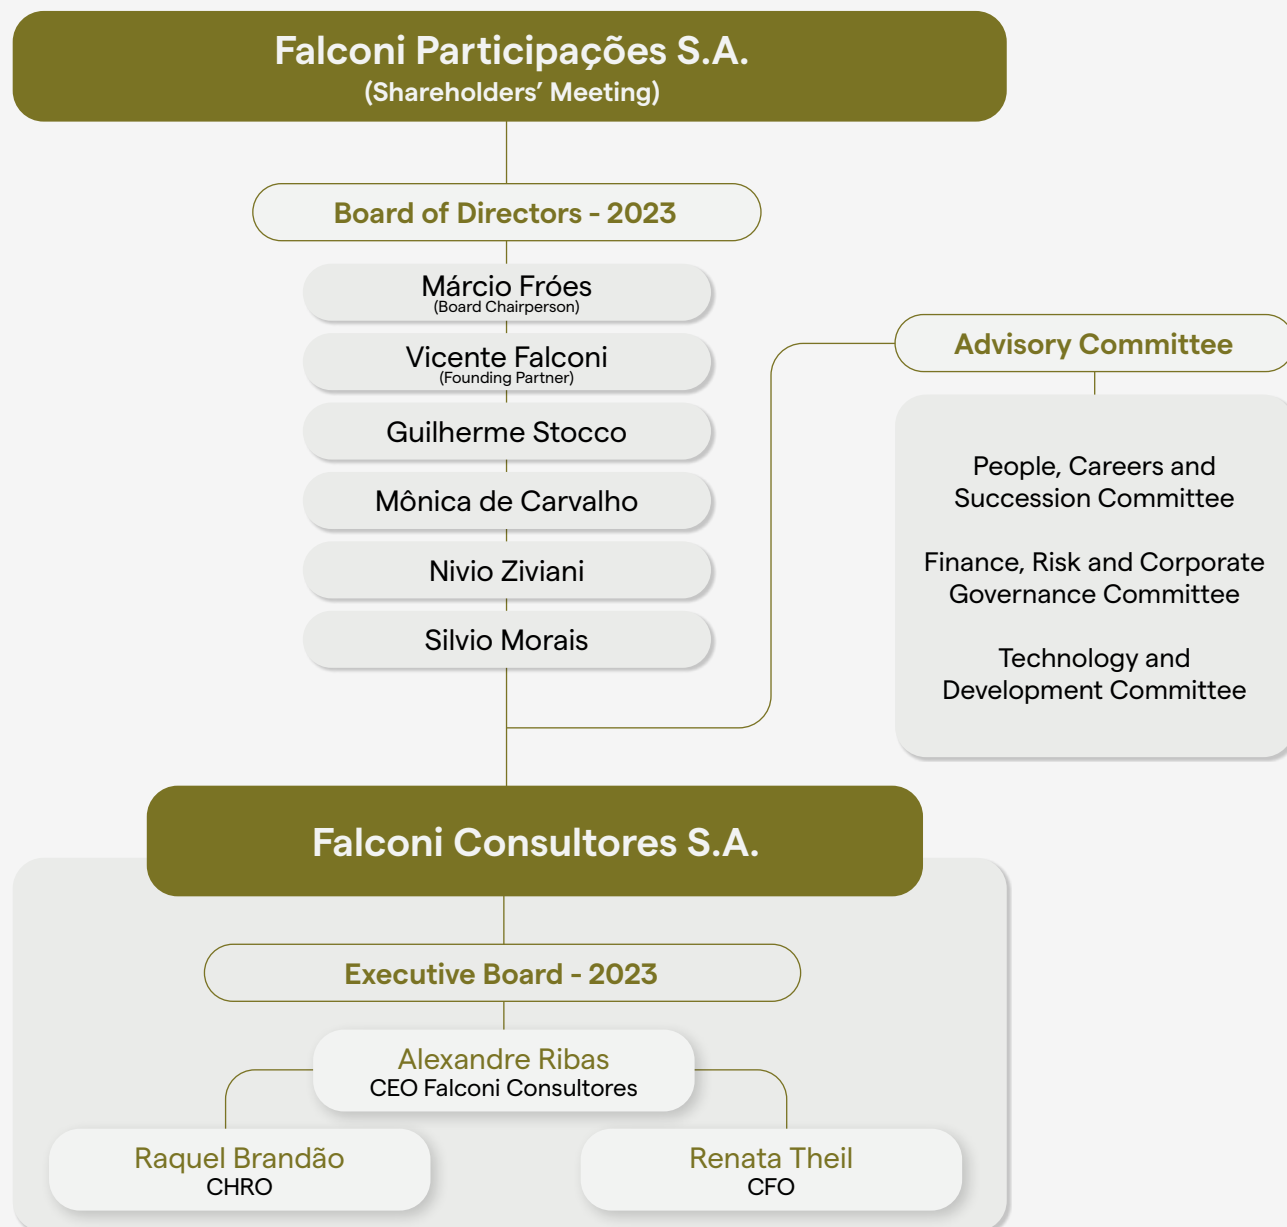 Falconi Participações S.A.
(Shareholders’ Meeting)
Board of Directors - 2023
Márcio Fróes
(Board Chairperson)
Vicente Falconi
(Founding Partner)
Guilherme Stocco
Mônica de Carvalho
Nivio Ziviani
Silvio Morais
Advisory Committee
People, Careers and
Succession Committee
Finance, Risk and Corporate
Governance Committee
Technology and
Development Committee
Falconi Consultores S.A.
Executive Board - 2023
Alexandre Ribas
CEO Falconi Consultores
Raquel Brandão
CHRO
Renata Theil
CFO